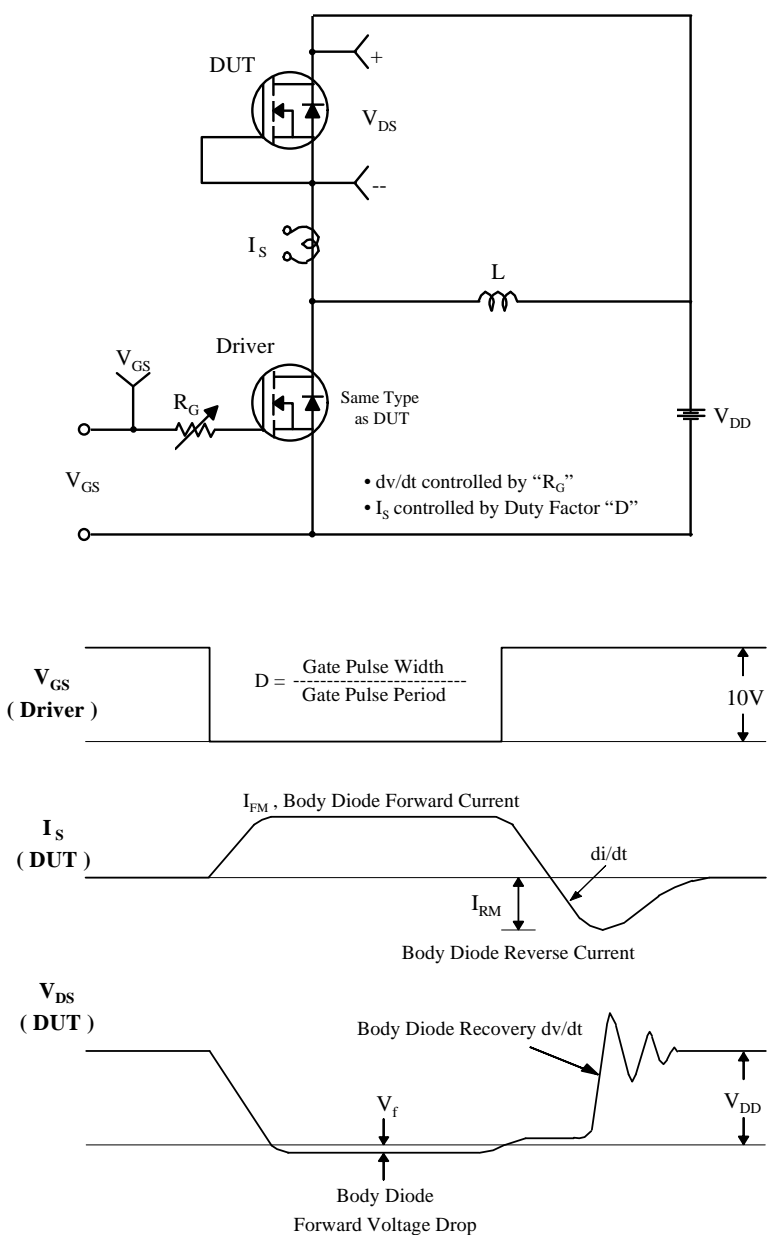 +
DUT
V_DS
--
I_S
L
Driver
V_GS
R_G
Same Type
as DUT
V_DD
V_GS
• dv/dt controlled by “R_G”
• I_S controlled by Duty Factor “D”
V_GS
( Driver )
D = Gate Pulse Width
--------------------------
Gate Pulse Period
10V
I_S
( DUT )
I_FM , Body Diode Forward Current
di/dt
I_RM
Body Diode Reverse Current
V_DS
( DUT )
Body Diode Recovery dv/dt
V_f
V_DD
Body Diode
Forward Voltage Drop